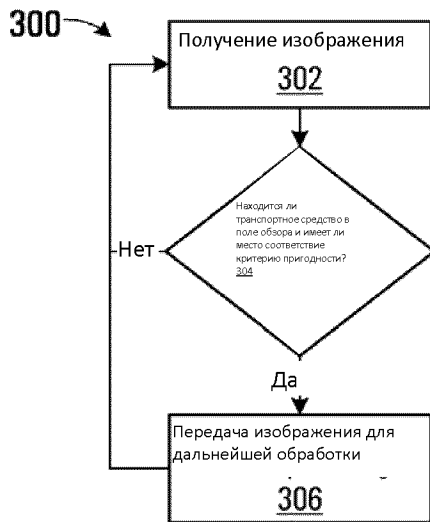 300
Получение изображения
302
Находится ли
транспортное средство в
поле обзора и имеет ли
место соответствие
критерию пригодности?
304
Нет
Да
Передача изображения для
дальнейшей обработки
306